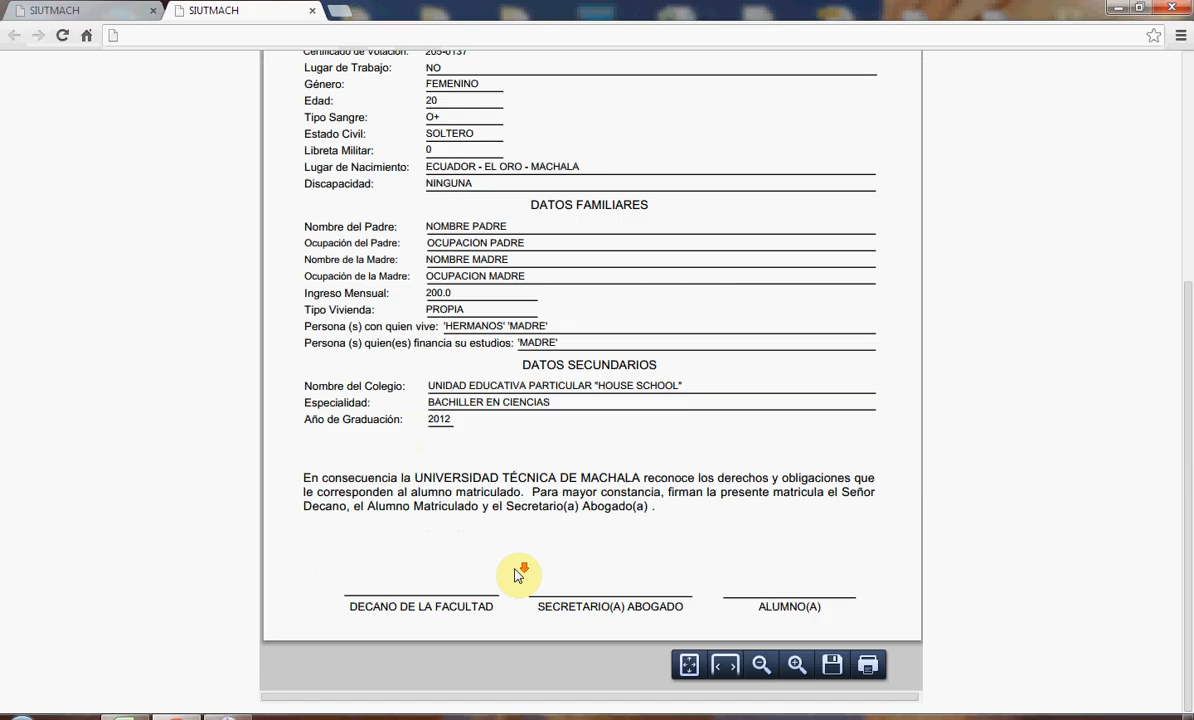 SIUTMACH
SIUTMACH
Certificado de Votación: 205-0137
Lugar de Trabajo: NO
Género: FEMENINO
Edad: 20
Tipo Sangre: O+
Estado Civil: SOLTERO
Libreta Militar: 0
Lugar de Nacimiento: ECUADOR - EL ORO - MACHALA
Discapacidad: NINGUNA
DATOS FAMILIARES
Nombre del Padre: NOMBRE PADRE
Ocupación del Padre: OCUPACION PADRE
Nombre de la Madre: NOMBRE MADRE
Ocupación de la Madre: OCUPACION MADRE
Ingreso Mensual: 200.0
Tipo Vivienda: PROPIA
Persona (s) con quien vive: 'HERMANOS' 'MADRE'
Persona (s) quien(es) financia su estudios: 'MADRE'
DATOS SECUNDARIOS
Nombre del Colegio: UNIDAD EDUCATIVA PARTICULAR "HOUSE SCHOOL"
Especialidad: BACHILLER EN CIENCIAS
Año de Graduación: 2012
En consecuencia la UNIVERSIDAD TÉCNICA DE MACHALA reconoce los derechos y obligaciones que
le corresponden al alumno matriculado. Para mayor constancia, firman la presente matricula el Señor
Decano, el Alumno Matriculado y el Secretario(a) Abogado(a) .
DECANO DE LA FACULTAD SECRETARIO(A) ABOGADO ALUMNO(A)